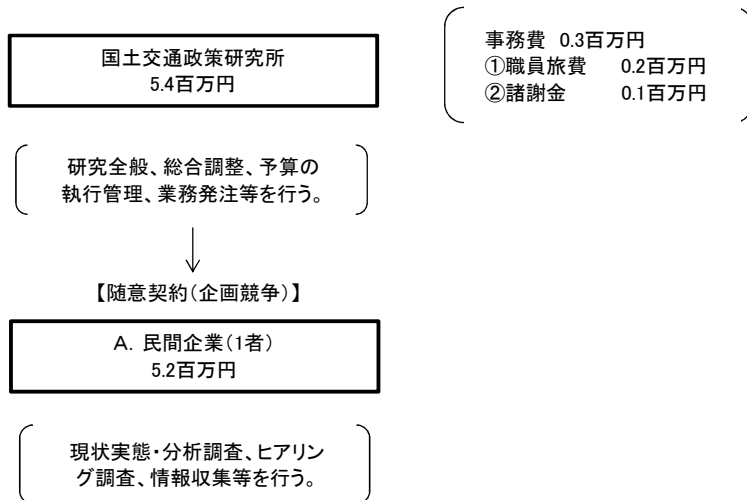 国土交通政策研究所
5.4百万円
事務費 0.3百万円
①職員旅費 0.2百万円
②諸謝金 0.1百万円
研究全般、総合調整、予算の
執行管理、業務発注等を行う。
【随意契約(企画競争)】
A. 民間企業(1者)
5.2百万円
現状実態・分析調査、ヒアリン
グ調査、情報収集等を行う。